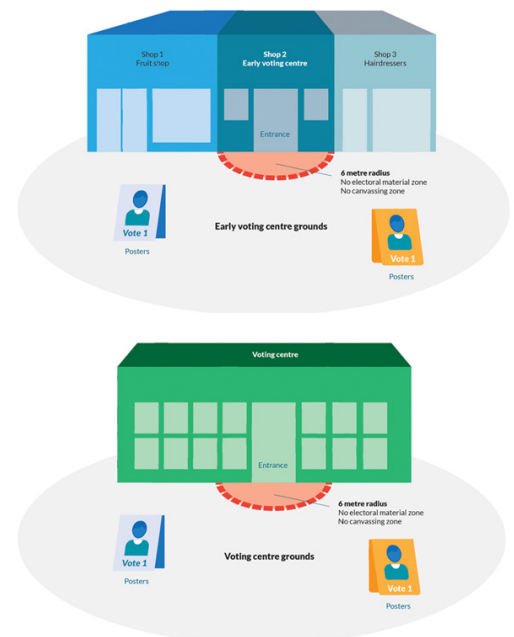 Shop 1
Fruit shop
Shop 2
Early voting centre
Shop 3
Hairdressers
Entrance
6 metre radius
No electoral material zone
No canvassing zone
Vote 1
Posters
Early voting centre grounds
Vote 1
Posters
Voting centre
Entrance
6 metre radius
No electoral material zone
No canvassing zone
Vote 1
Posters
Voting centre grounds
Vote 1
Posters